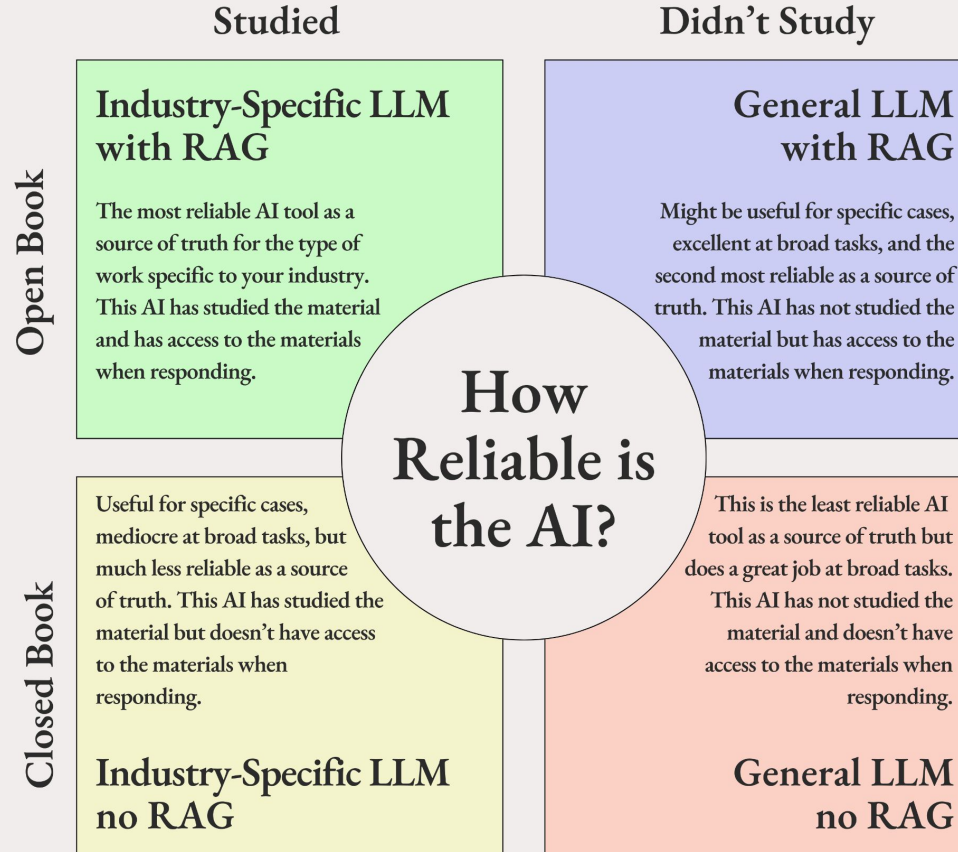 Studied
Didn’t Study
Open Book
Industry-Specific LLM
with RAG
The most reliable AI tool as a
source of truth for the type of
work specific to your industry.
This AI has studied the material
and has access to the materials
when responding.
General LLM
with RAG
Might be useful for specific cases,
excellent at broad tasks, and the
second most reliable as a source of
truth. This AI has not studied the
material but has access to the
materials when responding.
How
Reliable is
the AI?
Closed Book
Useful for specific cases,
mediocre at broad tasks, but
much less reliable as a source
of truth. This AI has studied the
material but doesn’t have access
to the materials when
responding.
Industry-Specific LLM
no RAG
This is the least reliable AI
tool as a source of truth but
does a great job at broad tasks.
This AI has not studied the
material and doesn’t have
access to the materials when
responding.
General LLM
no RAG